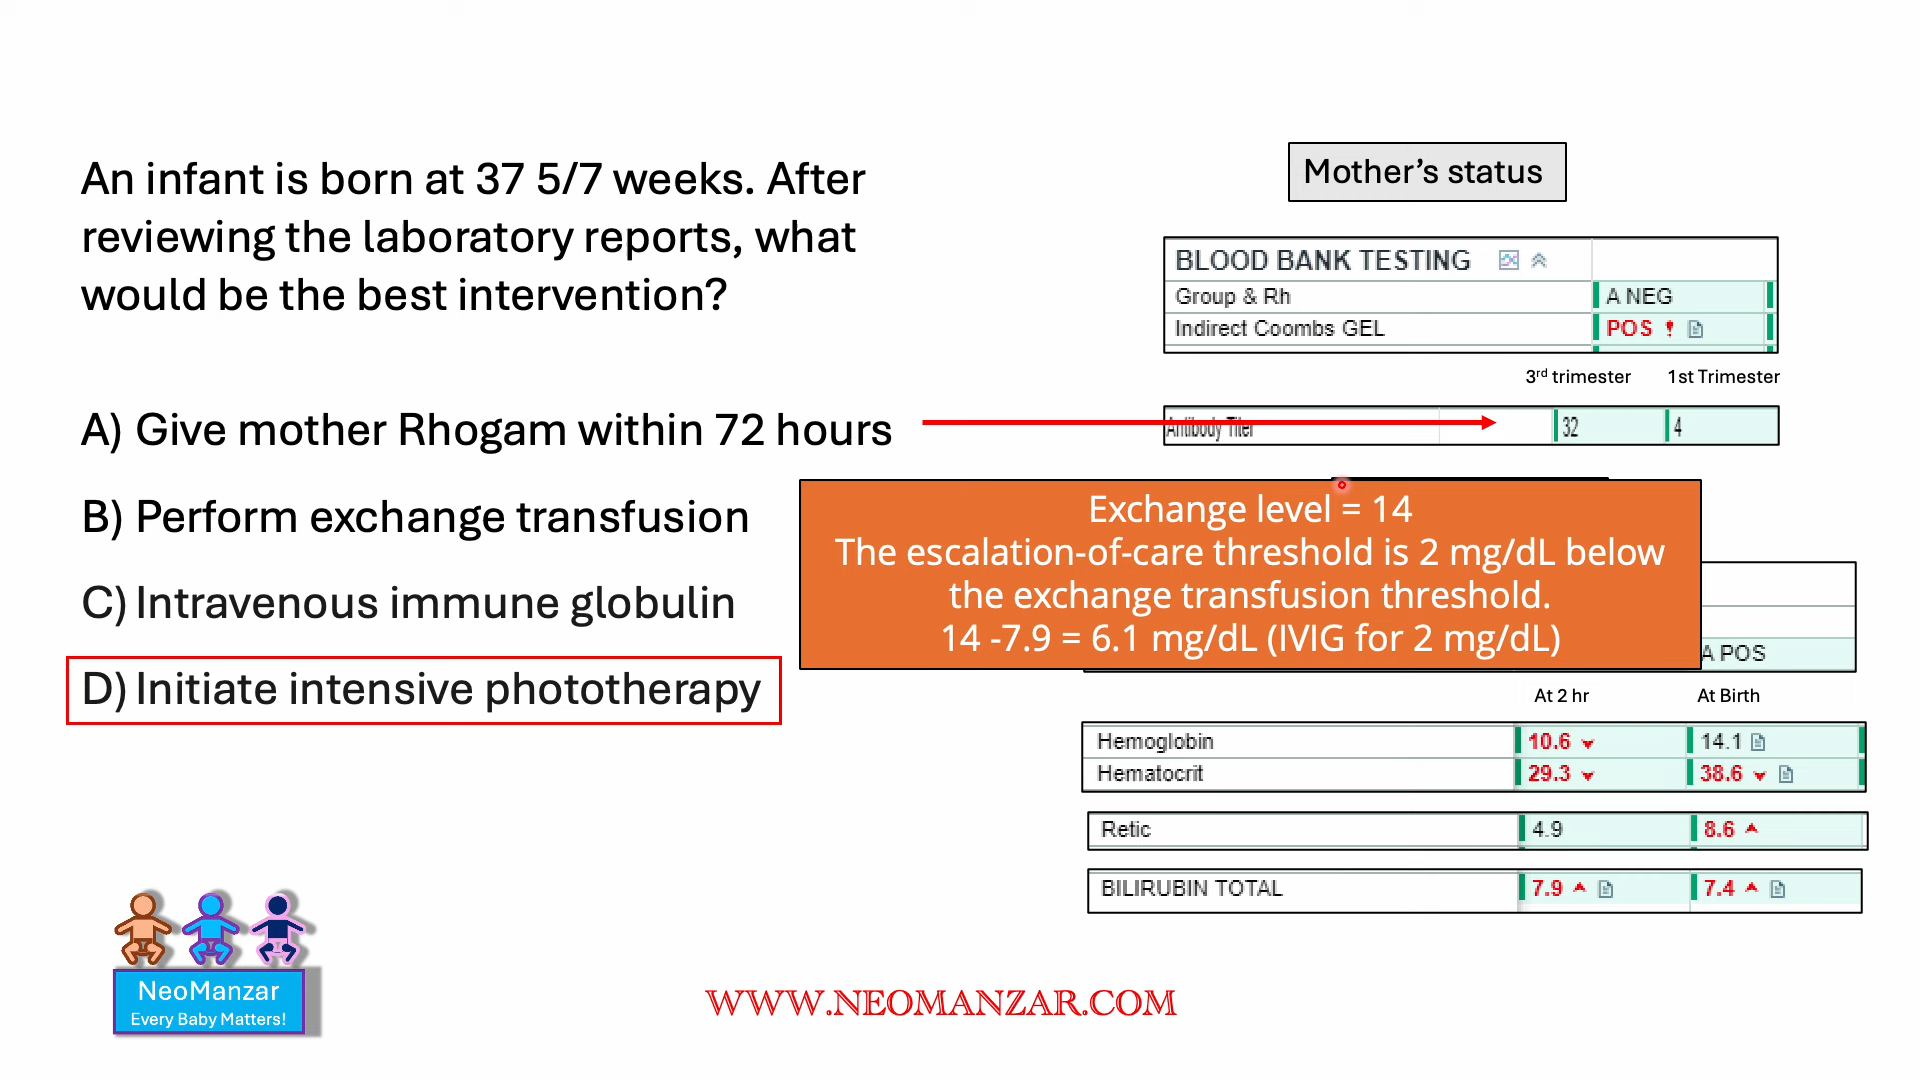 An infant is born at 37 5/7 weeks. After
reviewing the laboratory reports, what
would be the best intervention?
A) Give mother Rhogam within 72 hours
B) Perform exchange transfusion
C) Intravenous immune globulin
D) Initiate intensive phototherapy
Mother's status
BLOOD BANK TESTING
Group & Rh A NEG
Indirect Coombs GEL POS !
3rd trimester 1st Trimester
Antibody Titer 32 4
Exchange level = 14
The escalation-of-care threshold is 2 mg/dL below
the exchange transfusion threshold.
14 -7.9 = 6.1 mg/dL (IVIG for 2 mg/dL)
A POS
At 2 hr At Birth
Hemoglobin 10.6 14.1
Hematocrit 29.3 38.6
Retic 4.9 8.6
BILIRUBIN TOTAL 7.9 7.4
NeoManzar
Every Baby Matters!
WWW.NEOMANZAR.COM